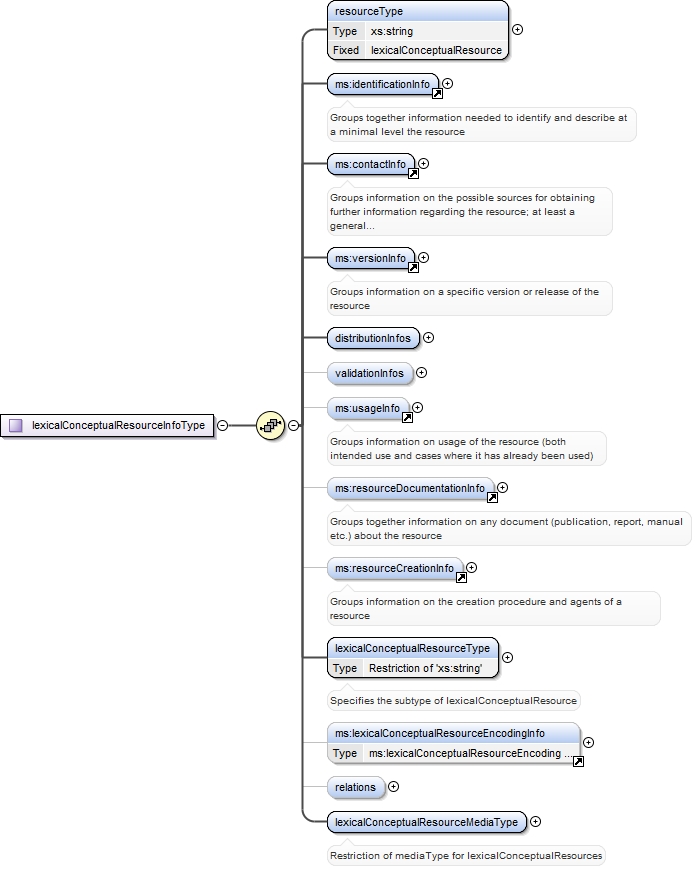 resourceType
Type xs:string
Fixed lexicalConceptualResource
ms:identificationInfo
Groups together information needed to identify and describe at
a minimal level the resource
ms:contactInfo
Groups information on the possible sources for obtaining
further information regarding the resource; at least a
general...
ms:versionInfo
Groups information on a specific version or release of the
resource
distributionInfos
validationInfos
lexicalConceptualResourceInfoType
ms:usageInfo
Groups information on usage of the resource (both
intended use and cases where it has already been used)
ms:resourceDocumentationInfo
Groups together information on any document (publication, report, manual
etc.) about the resource
ms:resourceCreationInfo
Groups information on the creation procedure and agents of a
resource
lexicalConceptualResourceType
Type Restriction of 'xs:string'
Specifies the subtype of lexicalConceptualResource
ms:lexicalConceptualResourceEncodingInfo
Type ms:lexicalConceptualResourceEncoding ...
relations
lexicalConceptualResourceMediaType
Restriction of mediaType for lexicalConceptualResources